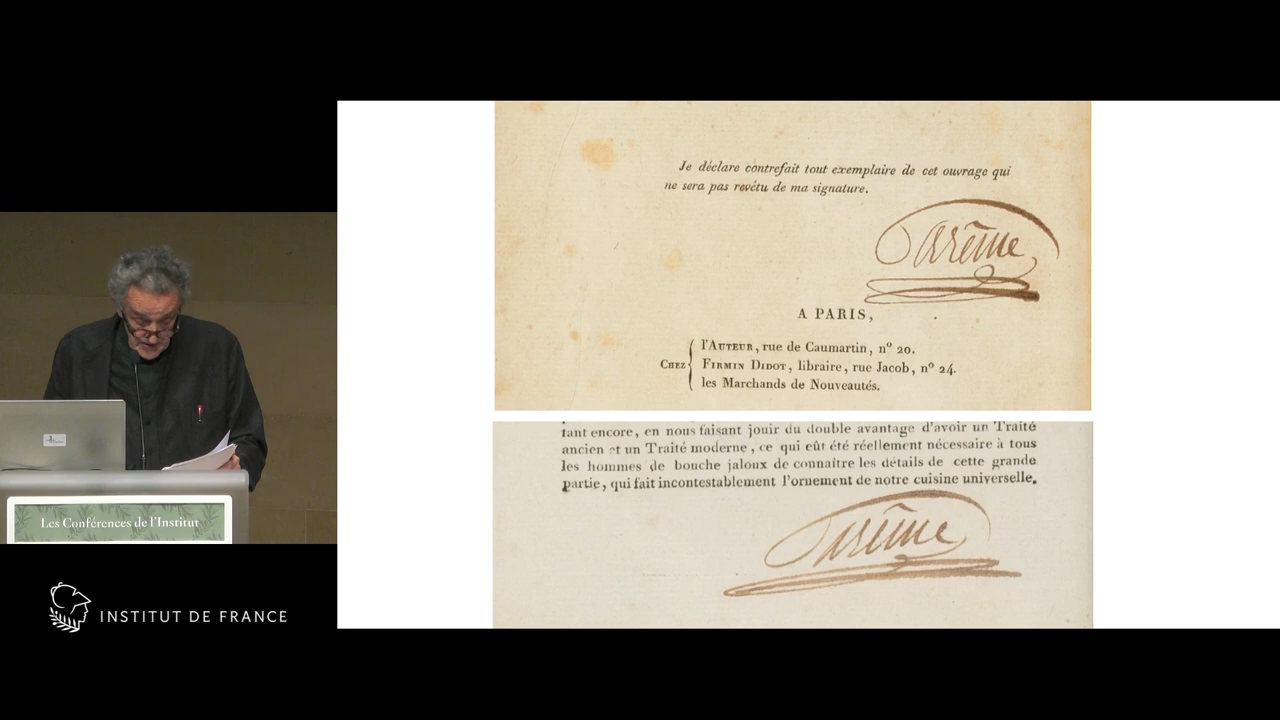 Je déclare contrefait tout exemplaire de cet ouvrage qui
ne sera pas revêtu de ma signature.
Carême
A PARIS,
l'AUTEUR, rue de Caumartin, n° 20.
CHEZ FIRMIN DIDOT, libraire, rue Jacob, n° 24.
les Marchands de Nouveautés.
tant encore, en nous faisant jouir du double avantage d'avoir un Traité
ancien et un Traité moderne, ce qui eût été réellement nécessaire à tous
les hommes de bouche jaloux de connaître les détails de cette grande
partie, qui fait incontestablement l'ornement de notre cuisine universelle.
Carême
Les Conférences de l'Institut
INSTITUT DE FRANCE